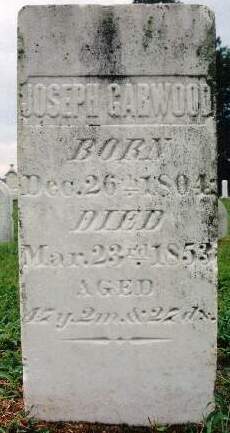 JOSEPH GARWOOD
BORN
Dec. 26th 1804.
DIED
Mar. 23rd 1853
AGED
47 y. 2 m. & 27 ds.